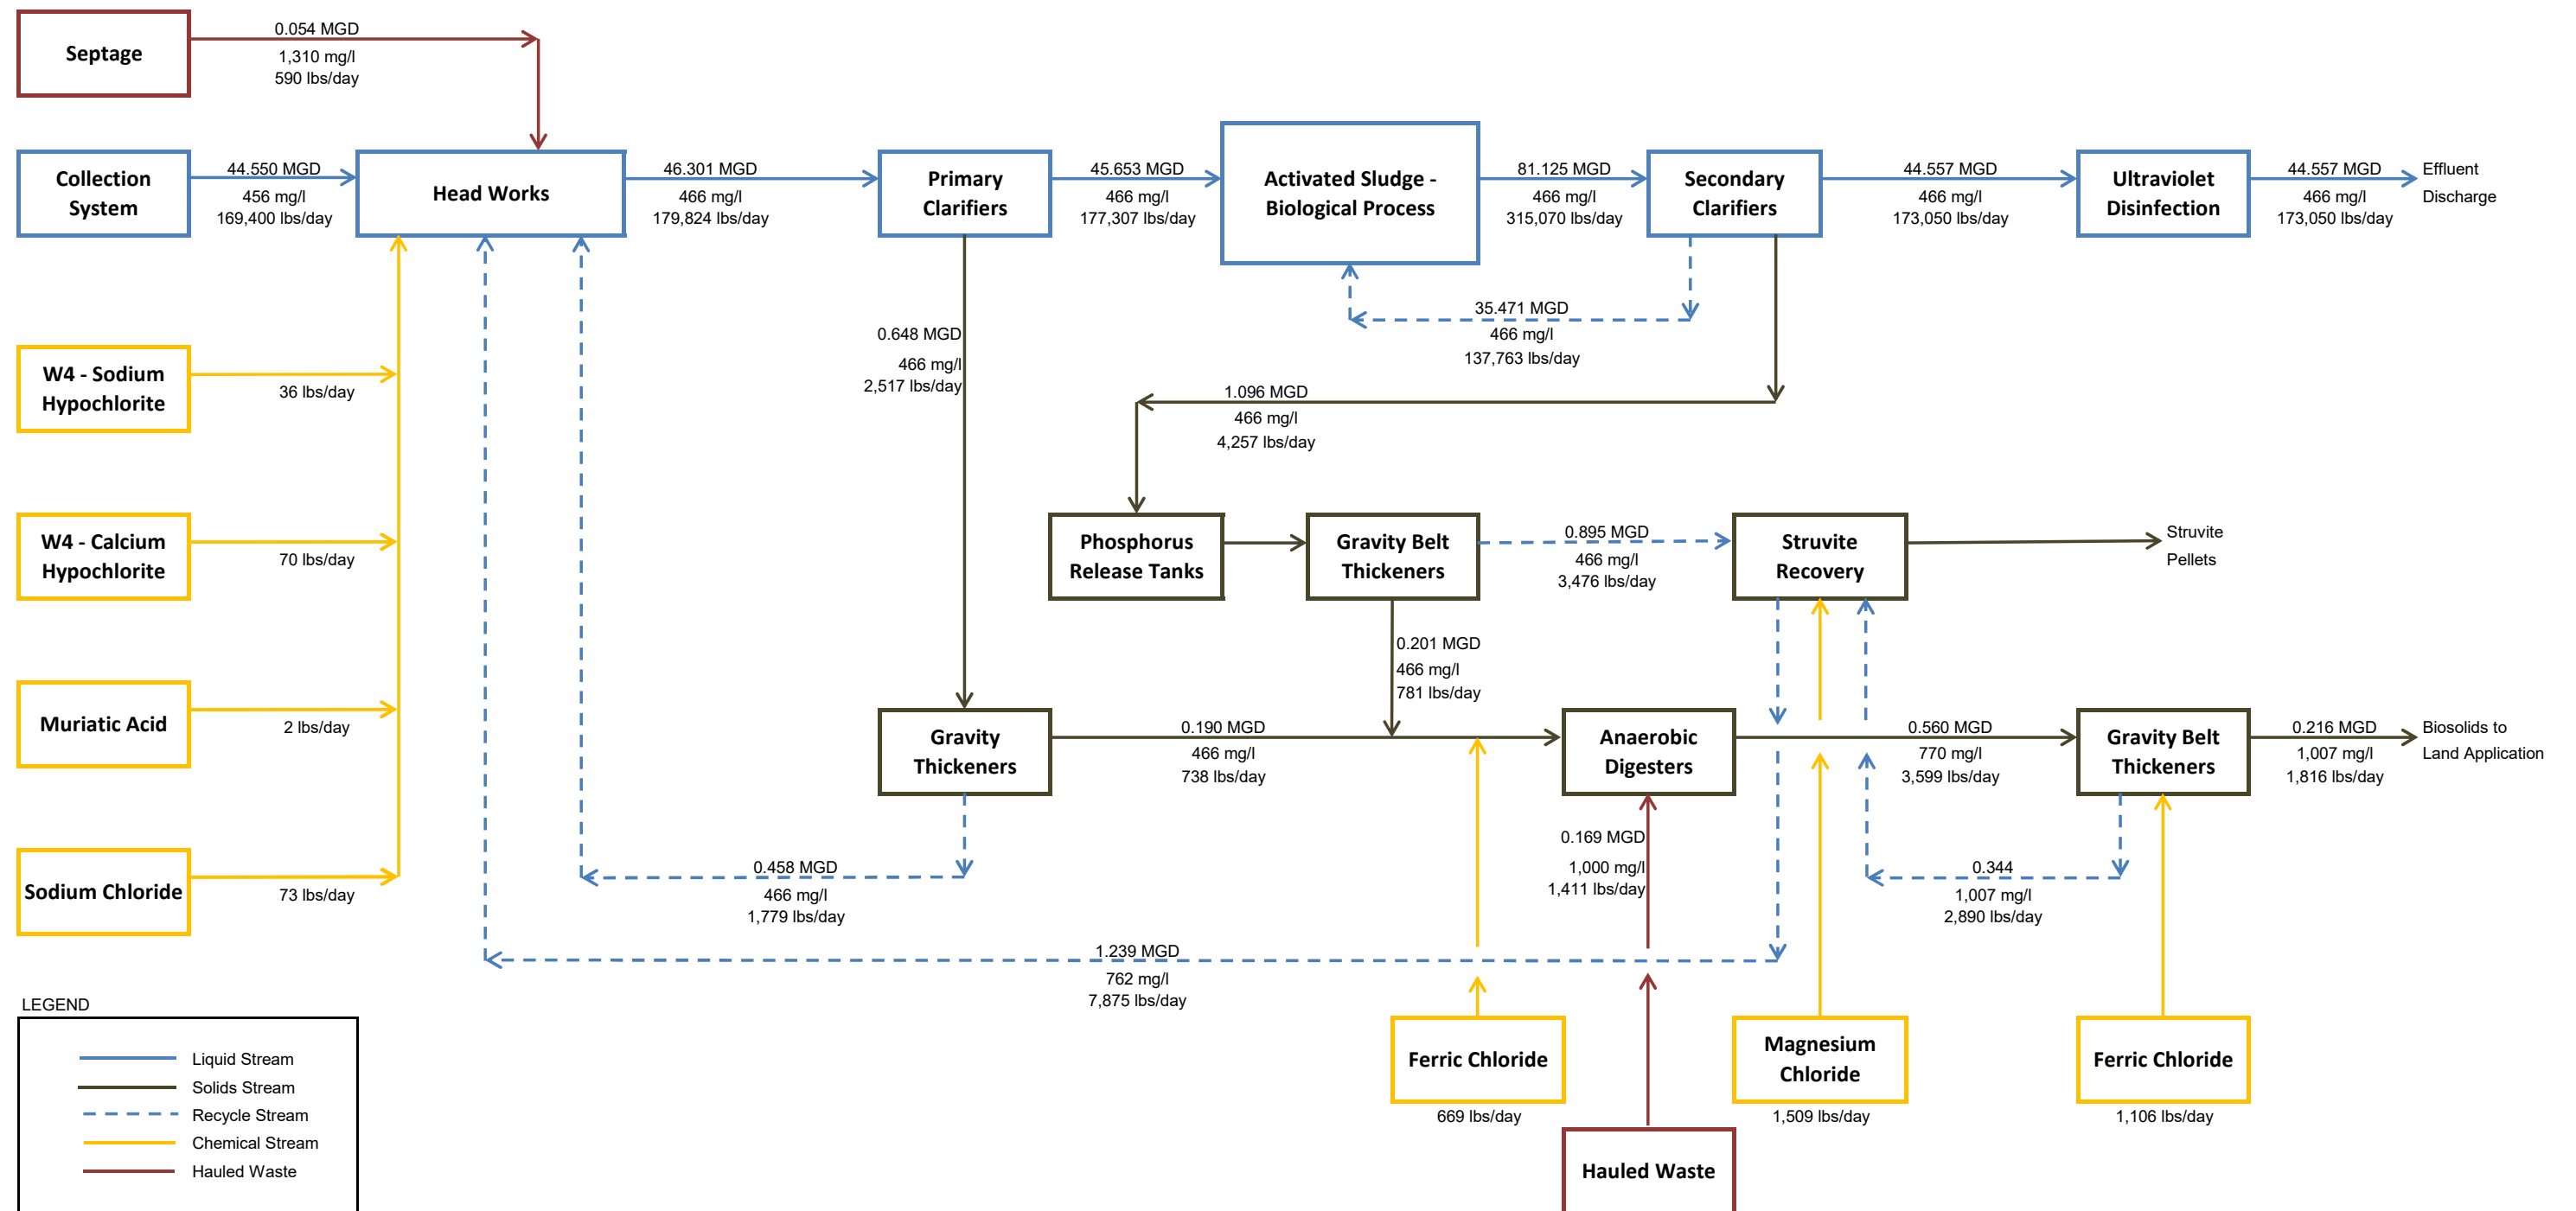 Septage
0.054 MGD
1,310 mg/l
590 lbs/day
Collection
System
44.550 MGD
456 mg/l
169,400 lbs/day
Head Works
46.301 MGD
466 mg/l
179,824 lbs/day
Primary
Clarifiers
45.653 MGD
466 mg/l
177,307 lbs/day
Activated Sludge -
Biological Process
81.125 MGD
466 mg/l
315,070 lbs/day
Secondary
Clarifiers
44.557 MGD
466 mg/l
173,050 lbs/day
Ultraviolet
Disinfection
44.557 MGD
466 mg/l
173,050 lbs/day
Effluent
Discharge
35.471 MGD
466 mg/l
137,763 lbs/day
0.648 MGD
466 mg/l
2,517 lbs/day
1.096 MGD
466 mg/l
4,257 lbs/day
W4 - Sodium
Hypochlorite
36 lbs/day
W4 - Calcium
Hypochlorite
70 lbs/day
Phosphorus
Release Tanks
Gravity Belt
Thickeners
0.895 MGD
466 mg/l
3,476 lbs/day
Struvite
Recovery
Struvite
Pellets
0.201 MGD
466 mg/l
781 lbs/day
Muriatic Acid
2 lbs/day
Gravity
Thickeners
0.190 MGD
466 mg/l
738 lbs/day
Anaerobic
Digesters
0.560 MGD
770 mg/l
3,599 lbs/day
Gravity Belt
Thickeners
0.216 MGD
1,007 mg/l
1,816 lbs/day
Biosolids to
Land Application
Sodium Chloride
73 lbs/day
0.458 MGD
466 mg/l
1,779 lbs/day
0.169 MGD
1,000 mg/l
1,411 lbs/day
0.344
1,007 mg/l
2,890 lbs/day
1.239 MGD
762 mg/l
7,875 lbs/day
Ferric Chloride
669 lbs/day
Magnesium
Chloride
1,509 lbs/day
Ferric Chloride
1,106 lbs/day
Hauled Waste
LEGEND
Liquid Stream
Solids Stream
Recycle Stream
Chemical Stream
Hauled Waste